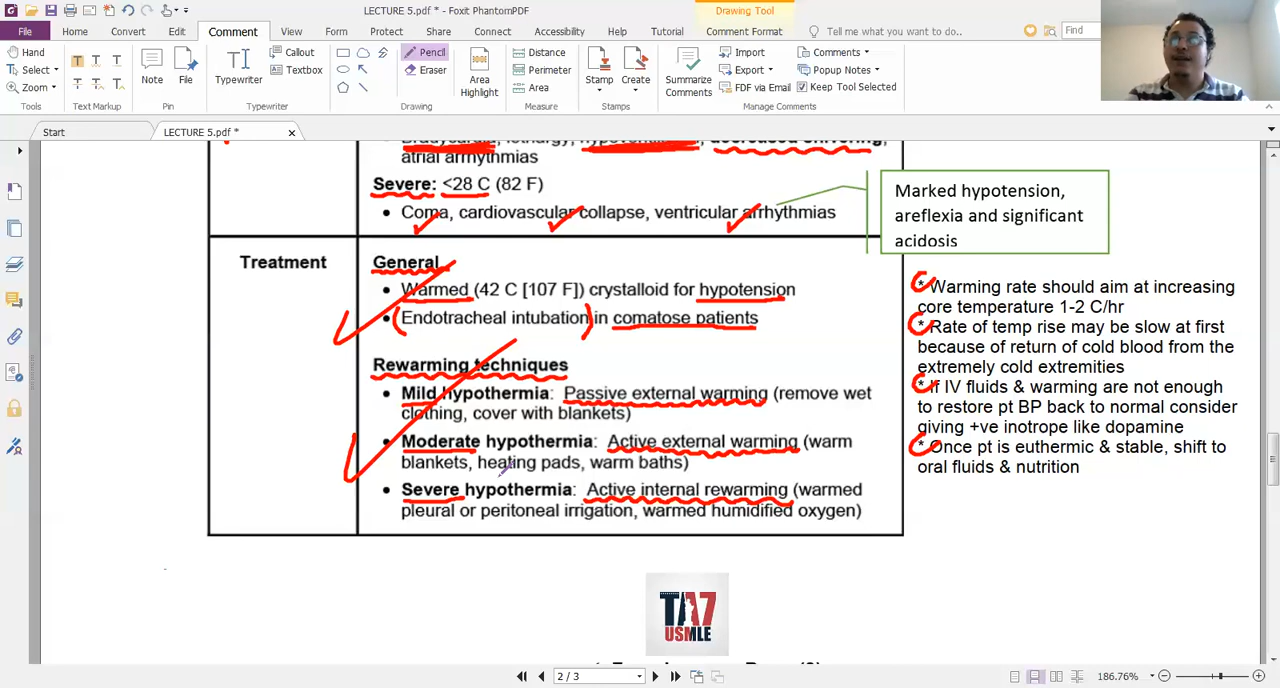 LECTURE 5.pdf * - Foxit PhantomPDF
Drawing Tool
File
Home
Convert
Edit
Comment
View
Form
Protect
Share
Connect
Accessibility
Help
Tutorial
Comment Format
Tell me what you want to do..
Find
Hand
Select
Zoom
Tools
Text Markup
Note
File
Pin
Typewriter
Callout
Textbox
Typewriter
Pencil
Eraser
Drawing
Area
Highlight
Distance
Perimeter
Area
Measure
Stamp
Create
Stamps
Summarize
Comments
Import
Export
FDF via Email
Comments
Popup Notes
Keep Tool Selected
Manage Comments
Start
LECTURE 5.pdf *
lethargy,
decreased shivering,
atrial arrhythmias
Severe: <28 C (82 F)
• Coma, cardiovascular collapse, ventricular arrhythmias
Marked hypotension,
areflexia and significant
acidosis
Treatment
General
• Warmed (42 C [107 F]) crystalloid for hypotension
• Endotracheal intubation in comatose patients
Rewarming techniques
• Mild hypothermia: Passive external warming (remove wet
clothing, cover with blankets)
• Moderate hypothermia: Active external warming (warm
blankets, heating pads, warm baths)
• Severe hypothermia: Active internal rewarming (warmed
pleural or peritoneal irrigation, warmed humidified oxygen)
* Warming rate should aim at increasing
core temperature 1-2 C/hr
* Rate of temp rise may be slow at first
because of return of cold blood from the
extremely cold extremities
* If IV fluids & warming are not enough
to restore pt BP back to normal consider
giving +ve inotrope like dopamine
* Once pt is euthermic & stable, shift to
oral fluids & nutrition
TA7
USMLE
2 / 3
186.76%